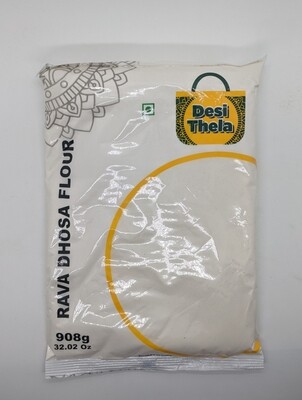 Desi
Thela
RAVA DHOSA FLOUR
908g
32.02 Oz